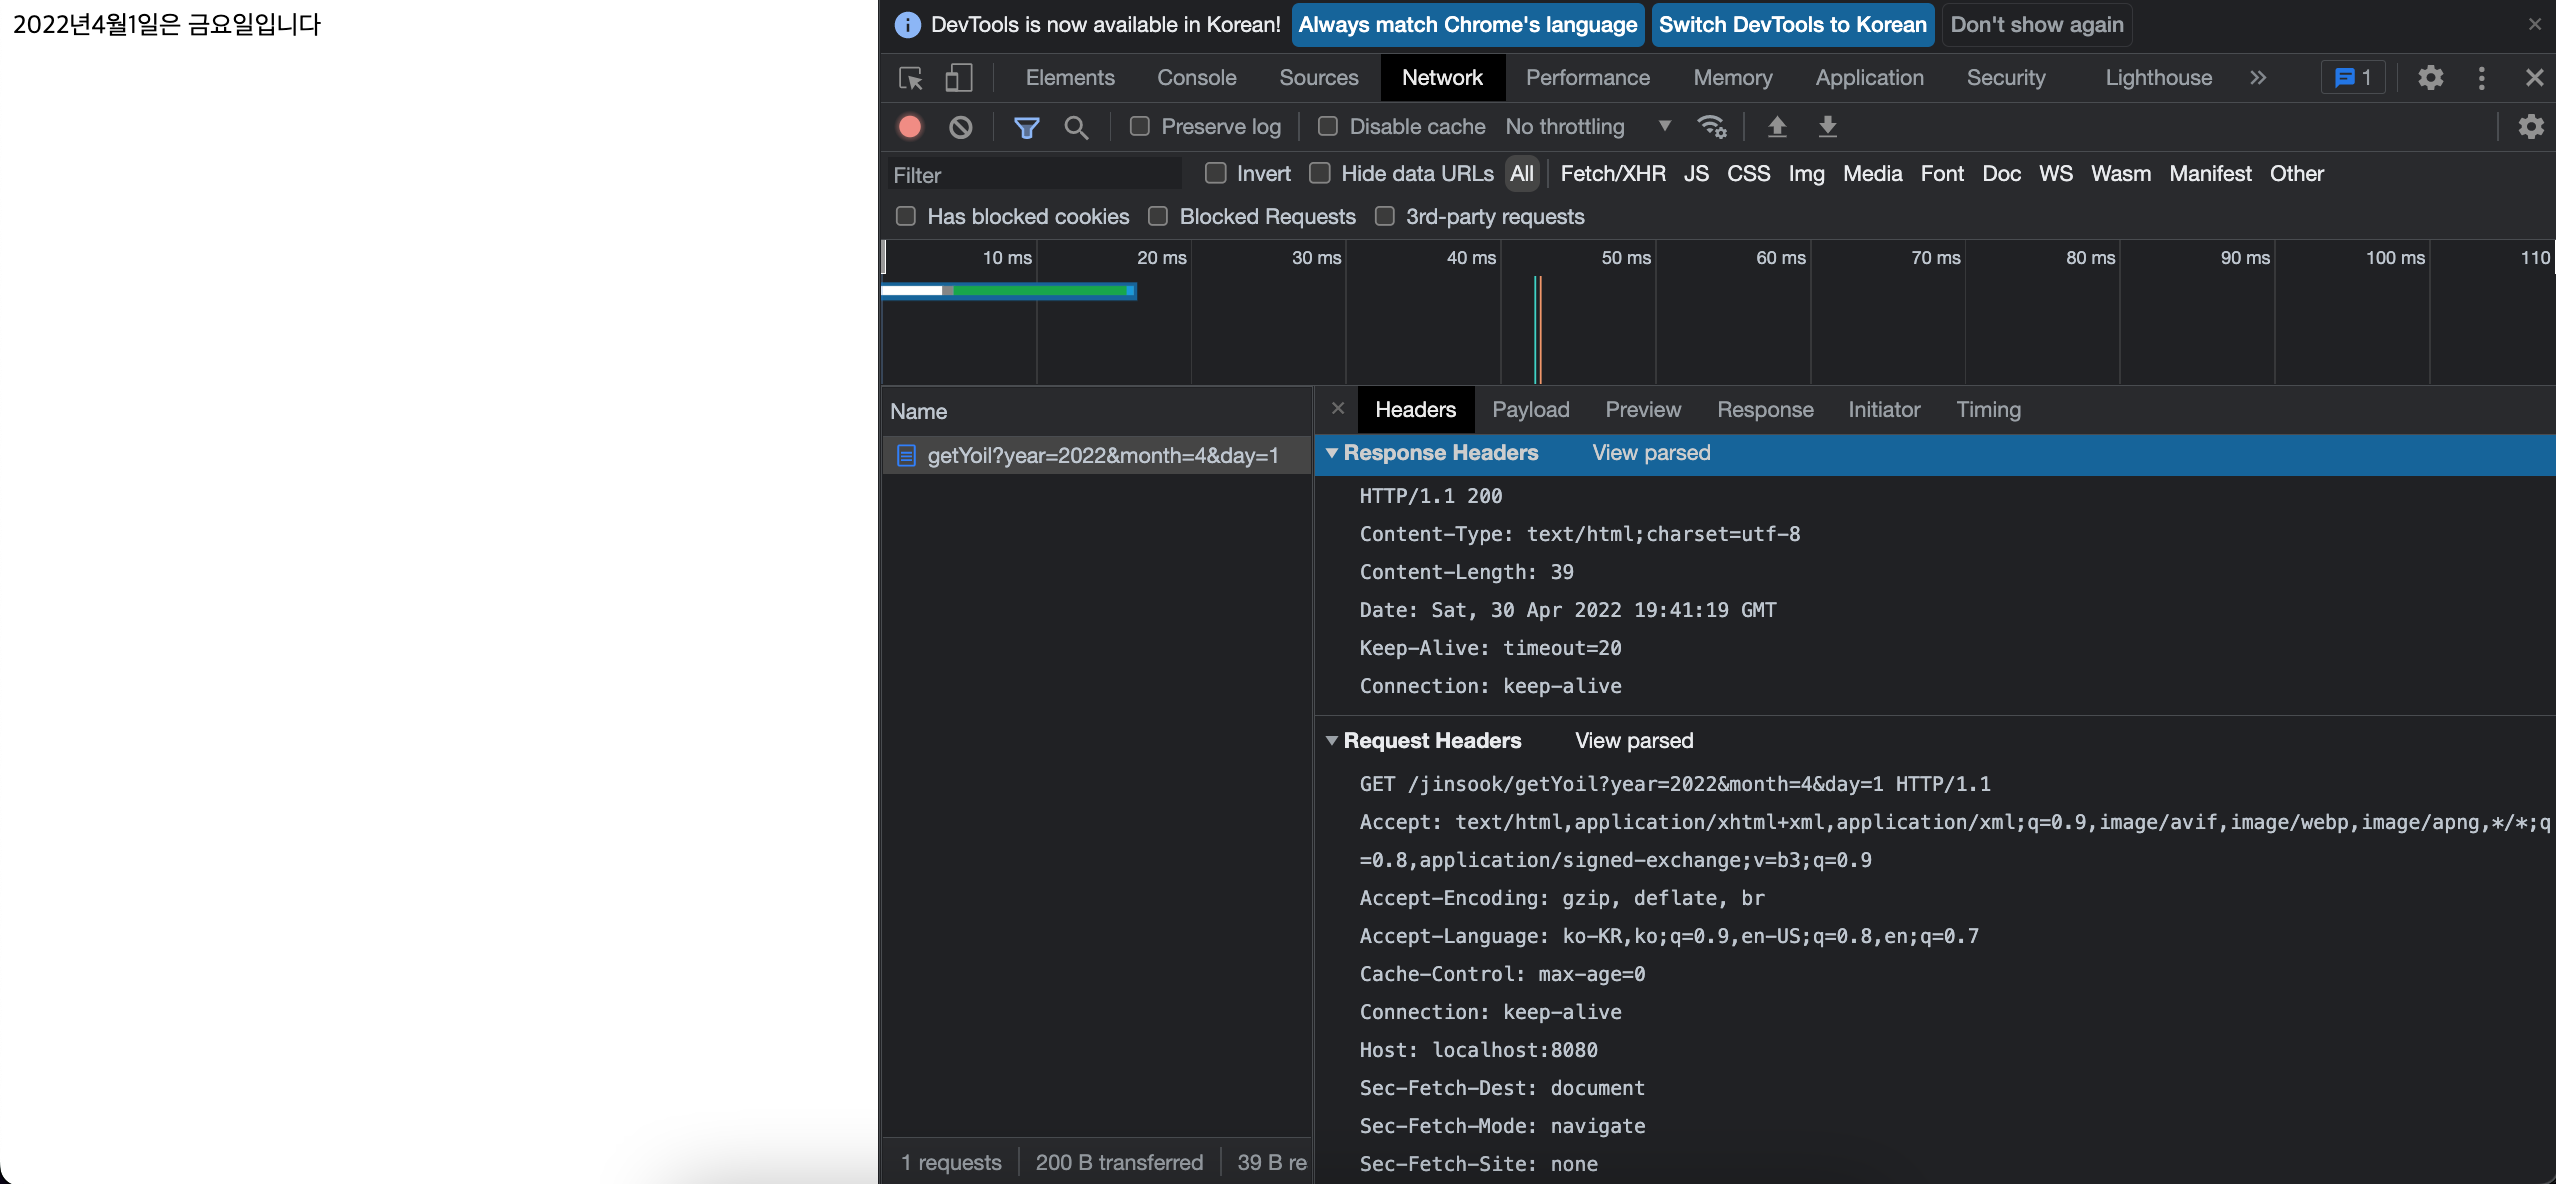 2022년4월1일은 금요일입니다
DevTools is now available in Korean! Always match Chrome's language Switch DevTools to Korean Don't show again
Elements Console Sources Network Performance Memory Application Security Lighthouse 1
Preserve log Disable cache No throttling
Filter Invert Hide data URLs All Fetch/XHR JS CSS Img Media Font Doc WS Wasm Manifest Other
Has blocked cookies Blocked Requests 3rd-party requests
10 ms 20 ms 30 ms 40 ms 50 ms 60 ms 70 ms 80 ms 90 ms 100 ms 110
Name
getYoil?year=2022&month=4&day=1
1 requests 200 B transferred 39 B re
Headers Payload Preview Response Initiator Timing
Response Headers View parsed
HTTP/1.1 200
Content-Type: text/html;charset=utf-8
Content-Length: 39
Date: Sat, 30 Apr 2022 19:41:19 GMT
Keep-Alive: timeout=20
Connection: keep-alive
Request Headers View parsed
GET /jinsook/getYoil?year=2022&month=4&day=1 HTTP/1.1
Accept: text/html,application/xhtml+xml,application/xml;q=0.9,image/avif,image/webp,image/apng,*/*;q
=0.8,application/signed-exchange;v=b3;q=0.9
Accept-Encoding: gzip, deflate, br
Accept-Language: ko-KR,ko;q=0.9,en-US;q=0.8,en;q=0.7
Cache-Control: max-age=0
Connection: keep-alive
Host: localhost:8080
Sec-Fetch-Dest: document
Sec-Fetch-Mode: navigate
Sec-Fetch-Site: none